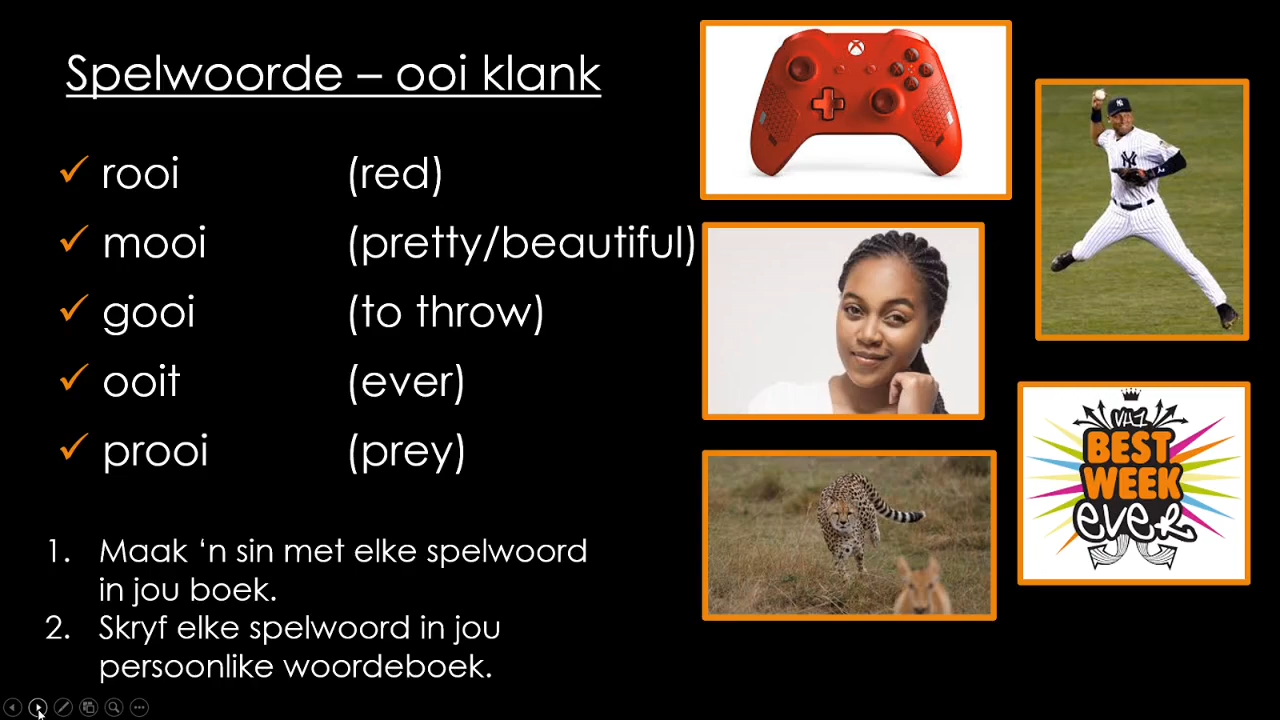 Spelwoorde – ooi klank
rooi (red)
mooi (pretty/beautiful)
gooi (to throw)
ooit (ever)
prooi (prey)
1. Maak ‘n sin met elke spelwoord
in jou boek.
2. Skryf elke spelwoord in jou
persoonlike woordeboek.
VH1
BEST
WEEK
EVER